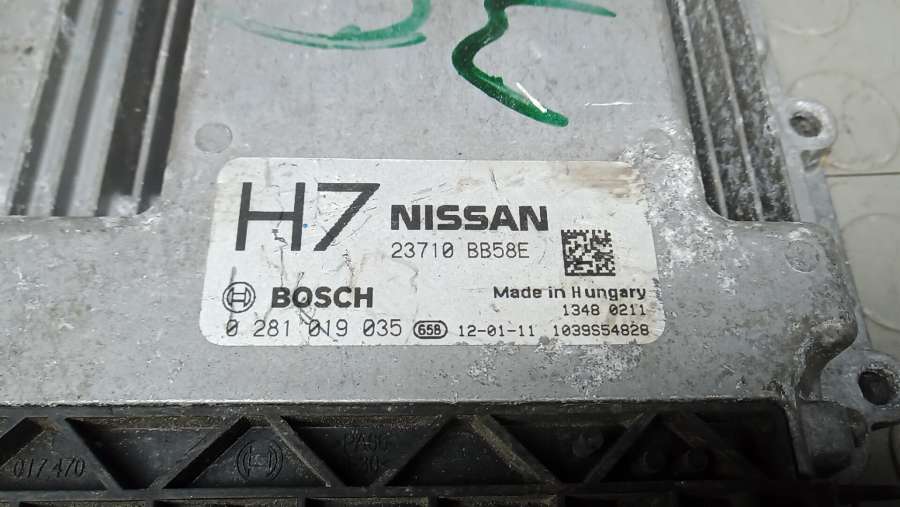 H7 NISSAN
23710 BB58E
BOSCH
Made in Hungary
1348 0211
0 281 019 035 658 12-01-11 1039S54828
017470